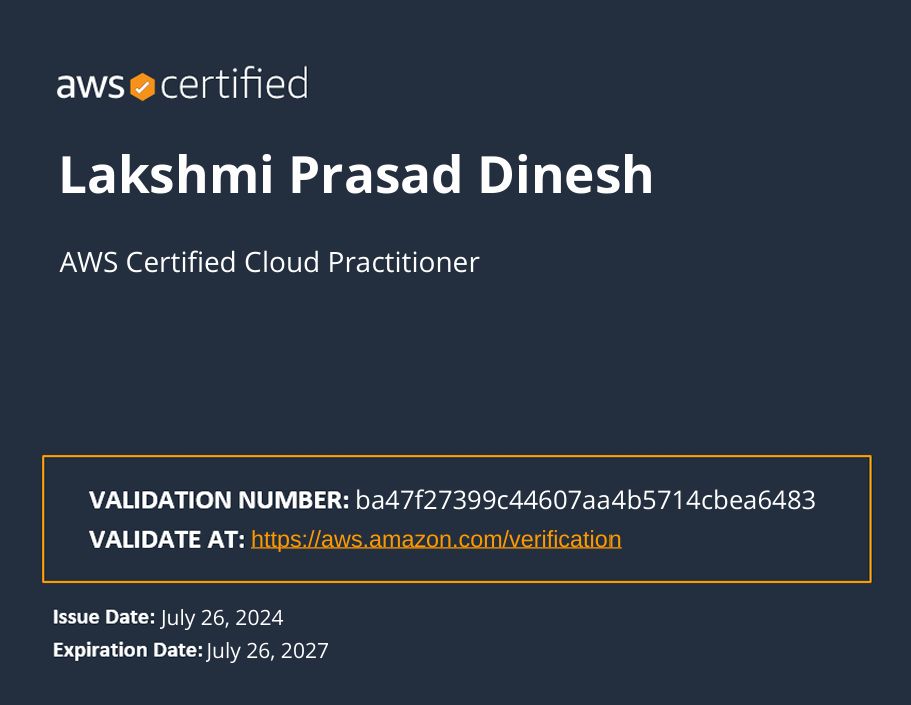 aws certified
Lakshmi Prasad Dinesh
AWS Certified Cloud Practitioner
VALIDATION NUMBER: ba47f27399c44607aa4b5714cbea6483
VALIDATE AT: https://aws.amazon.com/verification
Issue Date: July 26, 2024
Expiration Date: July 26, 2027